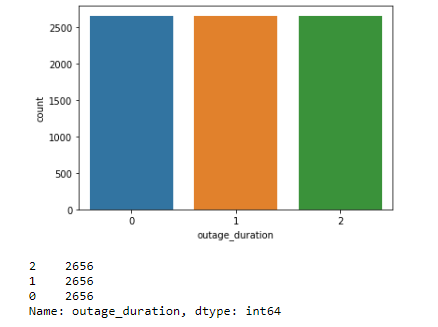 2500
2000
1500
1000
500
0
count
0 1 2
outage_duration
2 2656
1 2656
0 2656
Name: outage_duration, dtype: int64